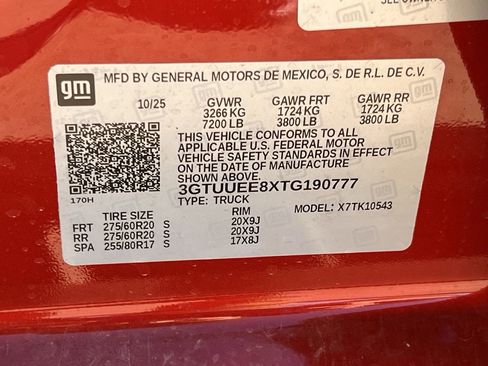 SEE OWNER
gm
MFD BY GENERAL MOTORS DE MEXICO, S. DE R.L. DE C.V.
10/25 GVWR GAWR FRT GAWR RR
3266 KG 1724 KG 1724 KG
7200 LB 3800 LB 3800 LB
THIS VEHICLE CONFORMS TO ALL
APPLICABLE U.S. FEDERAL MOTOR
VEHICLE SAFETY STANDARDS IN EFFECT
ON THE DATE OF MANUFACTURE
SHOWN ABOVE.
3GTUUEE8XTG190777
170H TYPE: TRUCK MODEL: X7TK10543
TIRE SIZE RIM
FRT 275/60R20 S 20X9J
RR 275/60R20 S 20X9J
SPA 255/80R17 S 17X8J